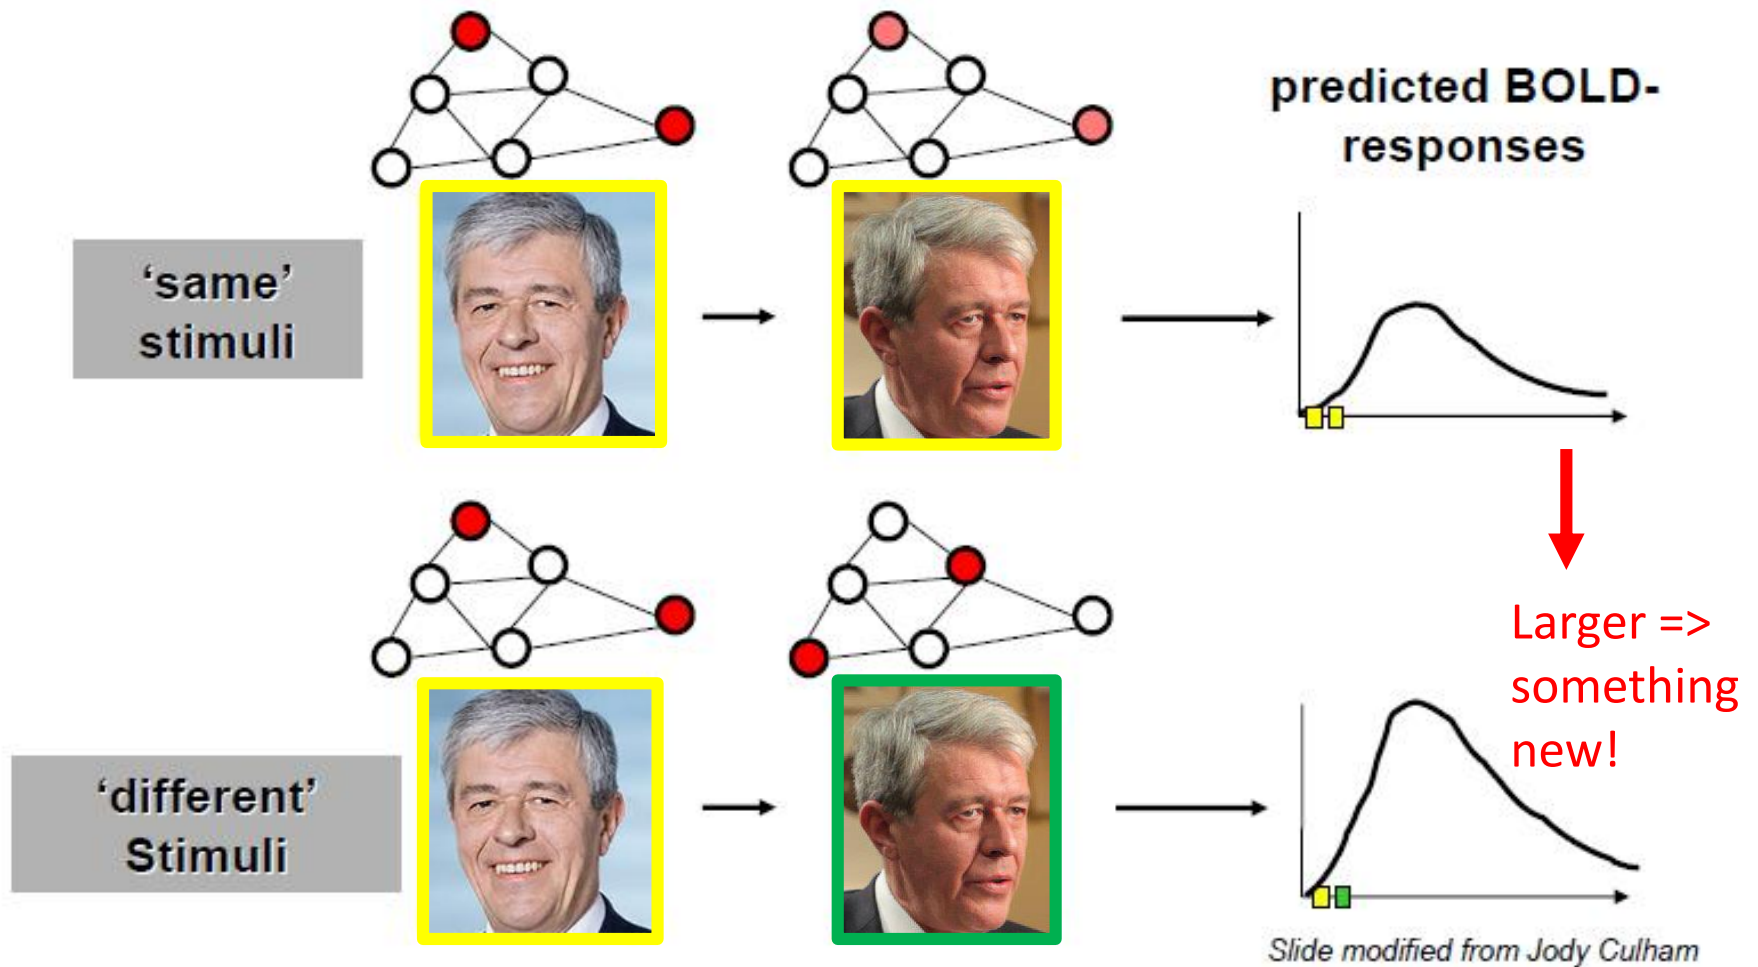 predicted BOLD-
responses
‘same’
stimuli
Larger =>
something
new!
‘different’
Stimuli
Slide modified from Jody Culham